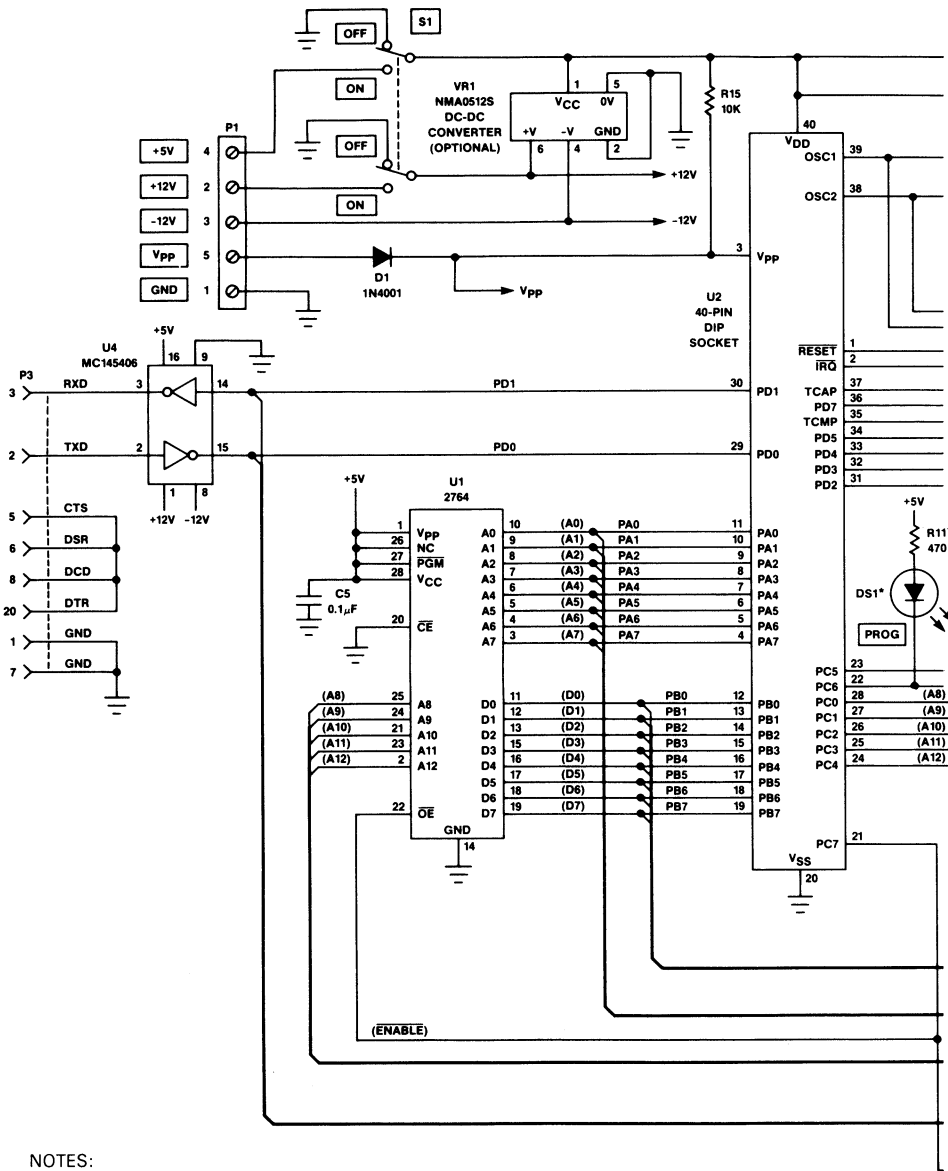 S1
OFF
ON
VR1
NMA0512S
DC-DC
CONVERTER
(OPTIONAL)
1
5
VCC
0V
+V
-V
GND
6
4
2
R15
10K
OFF
ON
+12V
-12V
P1
+5V
4
+12V
2
-12V
3
VPP
5
GND
1
D1
1N4001
VPP
U2
40-PIN
DIP
SOCKET
40
VDD
3
VPP
OSC1
39
OSC2
38
RESET
1
IRQ
2
TCAP
37
PD7
36
TCMP
35
PD5
34
PD4
33
PD3
32
PD2
31
+5V
U4
MC145406
16
9
P3
3
RXD
3
14
PD1
30
PD1
2
TXD
2
15
PD0
29
PD0
1
8
+12V
-12V
5
CTS
6
DSR
8
DCD
20
DTR
1
GND
7
GND
U1
2764
+5V
1
VPP
26
NC
27
PGM
28
VCC
C5
0.1µF
20
CE
A0
10
(A0)
PA0
11
PA0
A1
9
(A1)
PA1
10
PA1
A2
8
(A2)
PA2
9
PA2
A3
7
(A3)
PA3
8
PA3
A4
6
(A4)
PA4
7
PA4
A5
5
(A5)
PA5
6
PA5
A6
4
(A6)
PA6
5
PA6
A7
3
(A7)
PA7
4
PA7
+5V
R11
470
DS1*
PROG
(A8)
25
A8
(A9)
24
A9
(A10)
21
A10
(A11)
23
A11
(A12)
2
A12
22
OE
GND
14
D0
11
(D0)
PB0
12
PB0
D1
12
(D1)
PB1
13
PB1
D2
13
(D2)
PB2
14
PB2
D3
15
(D3)
PB3
15
PB3
D4
16
(D4)
PB4
16
PB4
D5
17
(D5)
PB5
17
PB5
D6
18
(D6)
PB6
18
PB6
D7
19
(D7)
PB7
19
PB7
PC5
23
PC6
22
PC0
28
(A8)
PC1
27
(A9)
PC2
26
(A10)
PC3
25
(A11)
PC4
24
(A12)
PC7
21
VSS
20
(ENABLE)
NOTES: